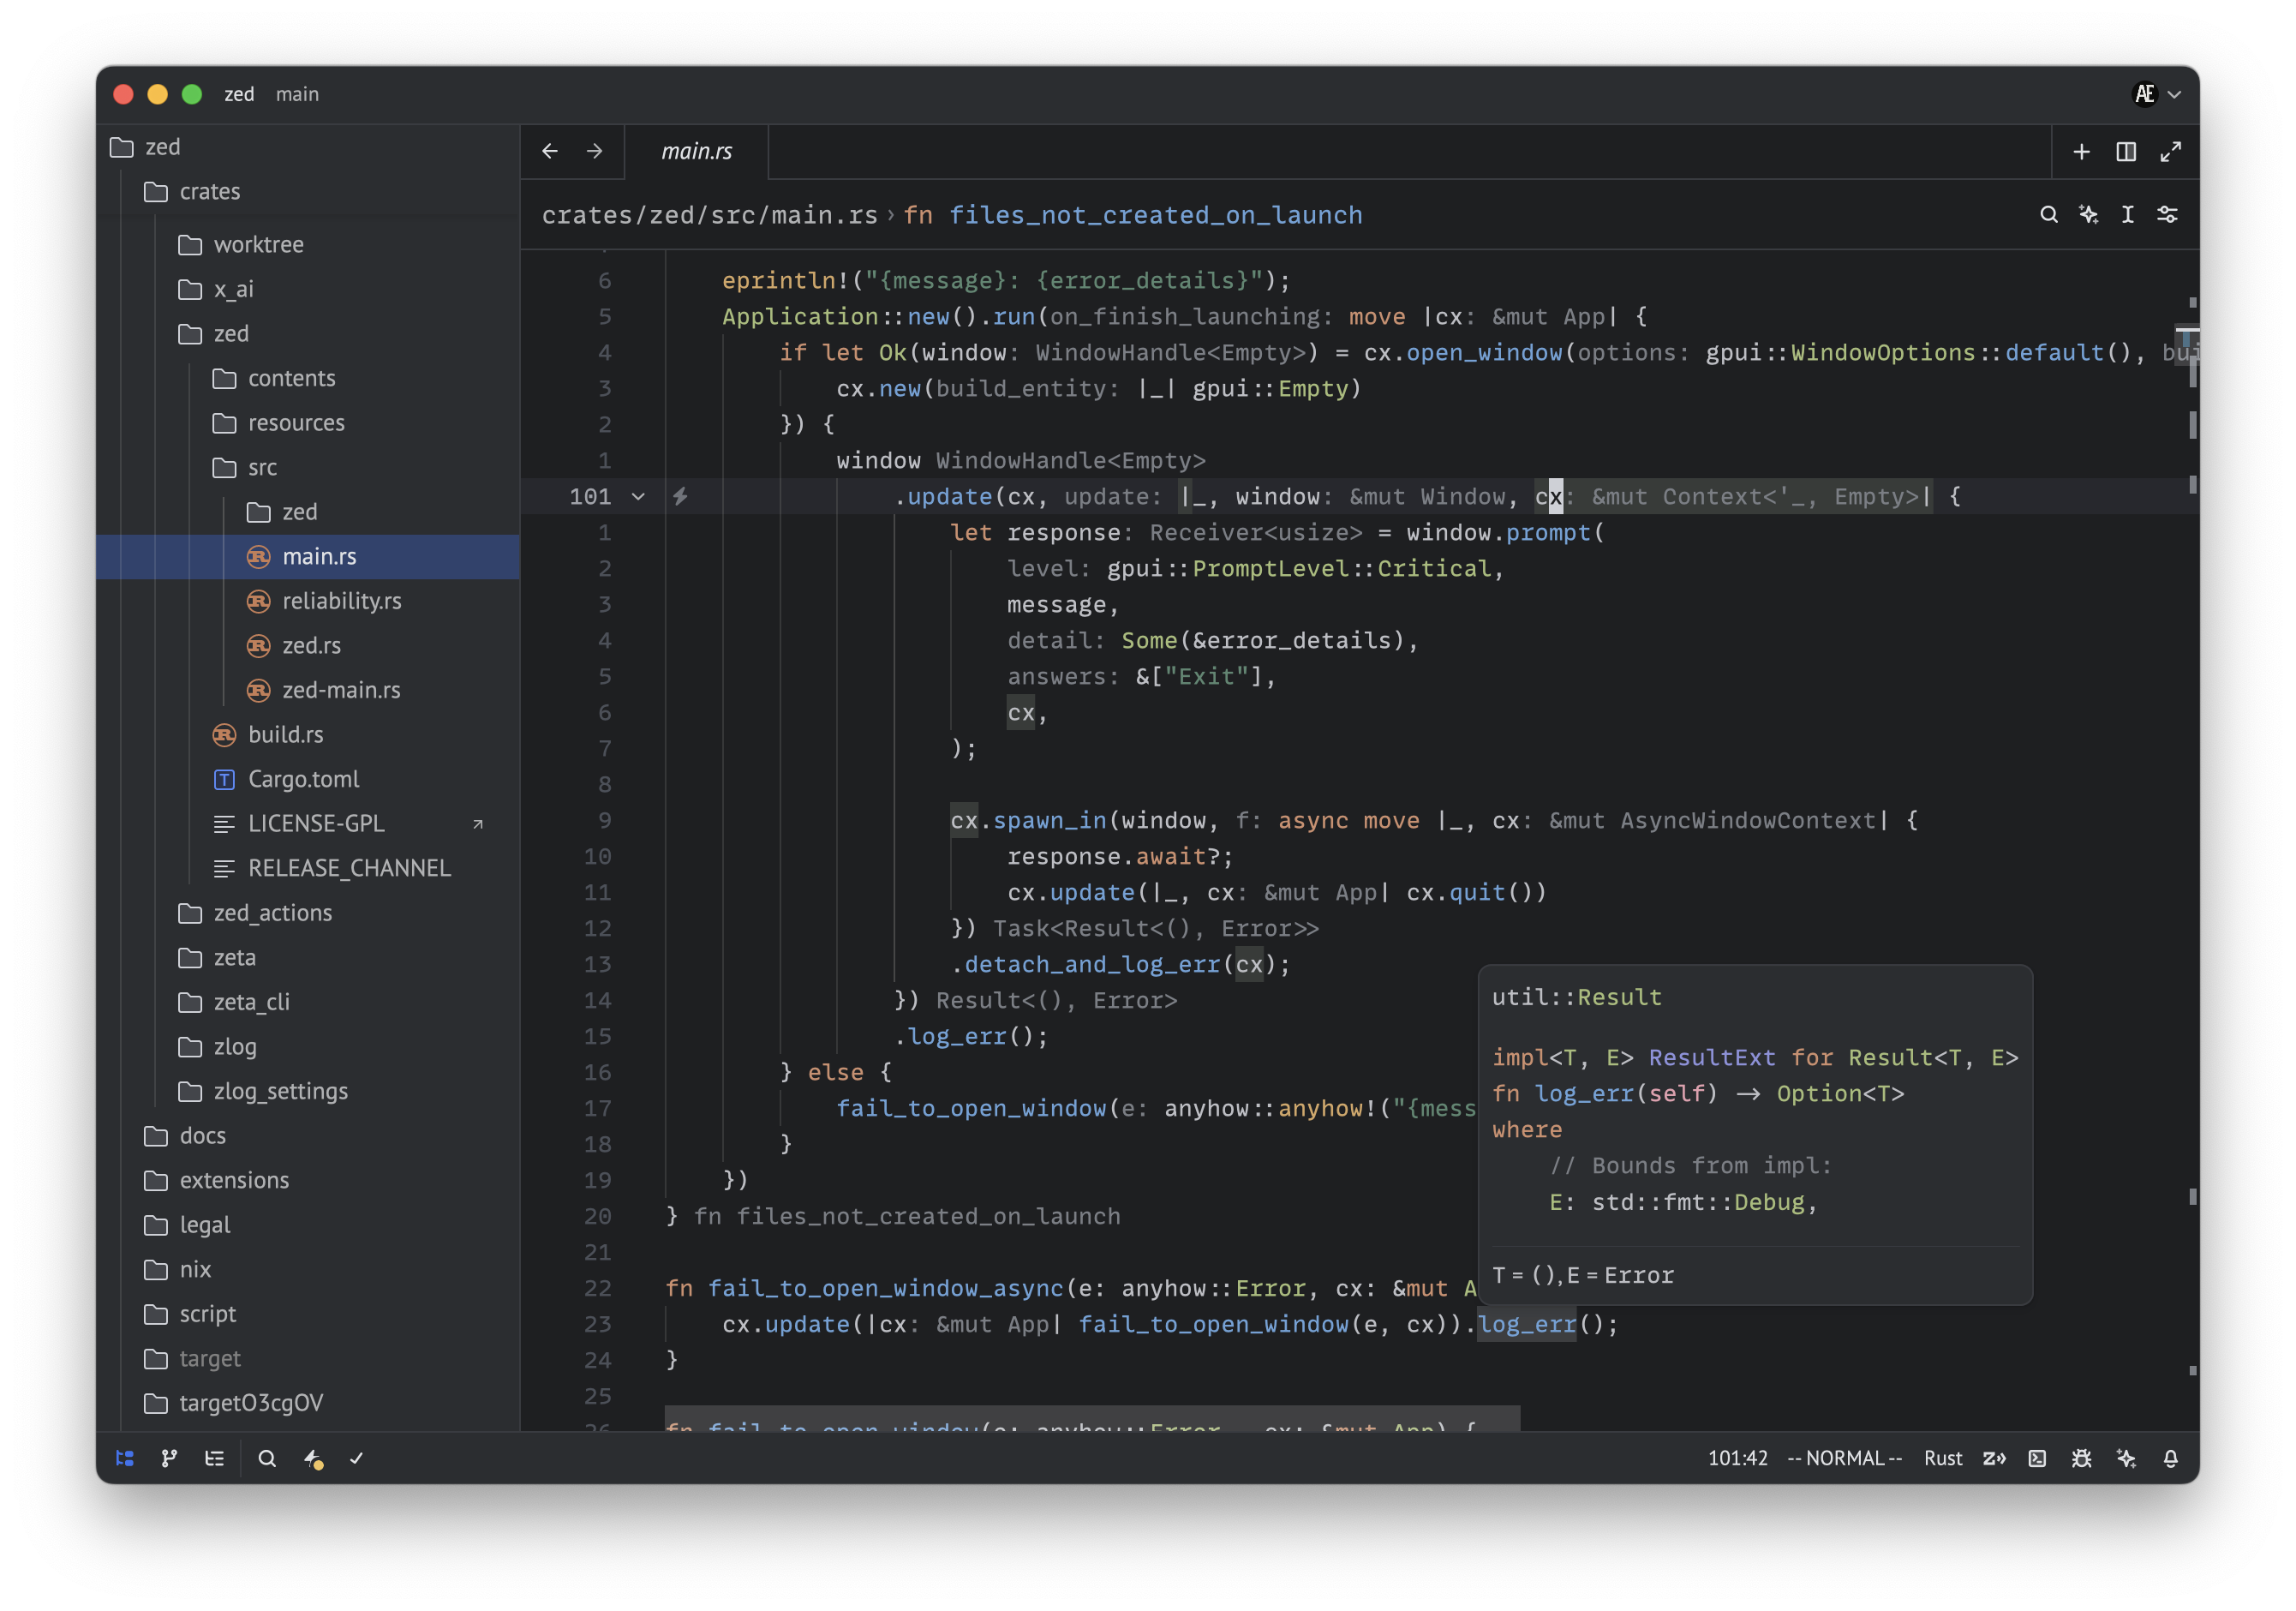 zed main
AE
zed
crates
worktree
x_ai
zed
contents
resources
src
zed
main.rs
reliability.rs
zed.rs
zed-main.rs
build.rs
Cargo.toml
LICENSE-GPL
RELEASE_CHANNEL
zed_actions
zeta
zeta_cli
zlog
zlog_settings
docs
extensions
legal
nix
script
target
targetO3cgOV
main.rs
crates/zed/src/main.rs › fn files_not_created_on_launch
6 eprintln!("{message}: {error_details}");
5 Application::new().run(on_finish_launching: move |cx: &mut App| {
4 if let Ok(window: WindowHandle<Empty>) = cx.open_window(options: gpui::WindowOptions::default(), bui
3 cx.new(build_entity: |_| gpui::Empty)
2 }) {
1 window WindowHandle<Empty>
101 .update(cx, update: |_, window: &mut Window, cx: &mut Context<'_, Empty>| {
1 let response: Receiver<usize> = window.prompt(
2 level: gpui::PromptLevel::Critical,
3 message,
4 detail: Some(&error_details),
5 answers: &["Exit"],
6 cx,
7 );
8
9 cx.spawn_in(window, f: async move |_, cx: &mut AsyncWindowContext| {
10 response.await?;
11 cx.update(|_, cx: &mut App| cx.quit())
12 }) Task<Result<(), Error>>
13 .detach_and_log_err(cx);
14 }) Result<(), Error>
15 .log_err();
16 } else {
17 fail_to_open_window(e: anyhow::anyhow!("{mess
18 }
19 })
20 } fn files_not_created_on_launch
21
22 fn fail_to_open_window_async(e: anyhow::Error, cx: &mut A
23 cx.update(|cx: &mut App| fail_to_open_window(e, cx)).log_err();
24 }
25
26 fn fail_to_open_window(e: anyhow::Error, _cx: &mut App) {
util::Result
impl<T, E> ResultExt for Result<T, E>
fn log_err(self) -> Option<T>
where
// Bounds from impl:
E: std::fmt::Debug,
T = (), E = Error
101:42 -- NORMAL -- Rust